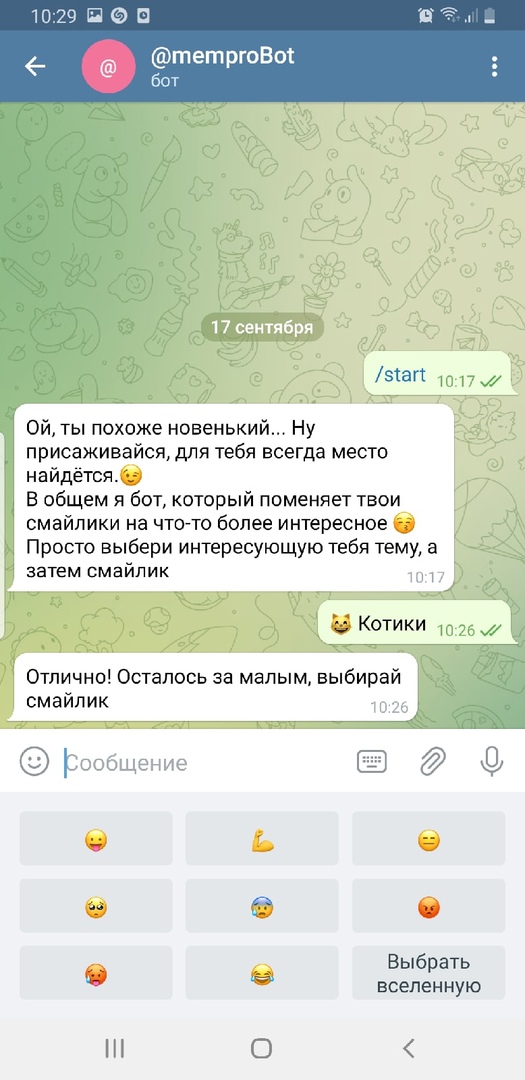 10:29
@memproBot
@
бот
17 сентября
/start 10:17
Ой, ты похоже новенький... Ну
присаживайся, для тебя всегда место
найдётся.😉
В общем я бот, который поменяет твои
смайлики на что-то более интересное 😚
Просто выбери интересующую тебя тему, а
затем смайлик
10:17
😺 Котики 10:26
Отлично! Осталось за малым, выбирай
смайлик
10:26
Сообщение
Выбрать
вселенную